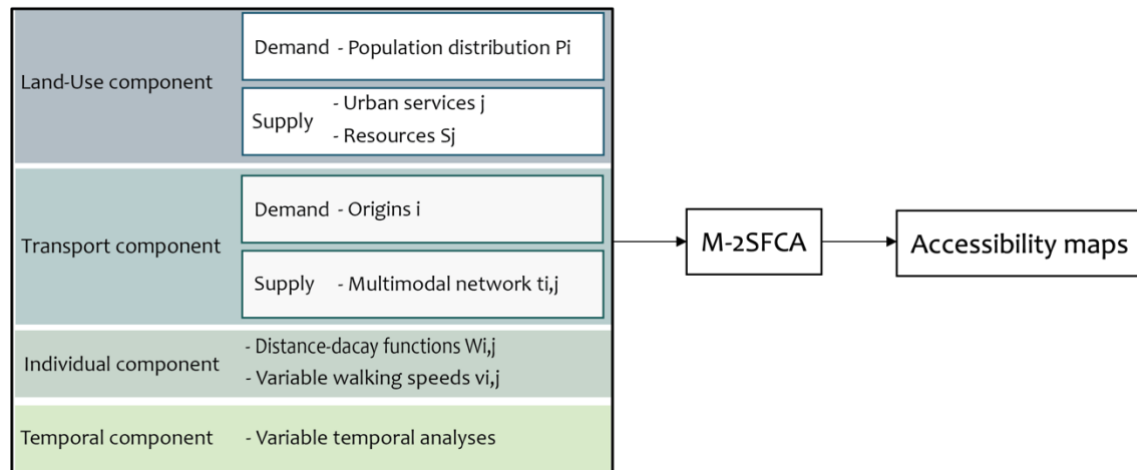 Land-Use component
Demand - Population distribution Pi
Supply
- Urban services j
- Resources Sj
Transport component
Demand - Origins i
Supply - Multimodal network ti,j
Individual component
- Distance-dacay functions Wi,j
- Variable walking speeds vi,j
Temporal component - Variable temporal analyses
M-2SFCA
Accessibility maps